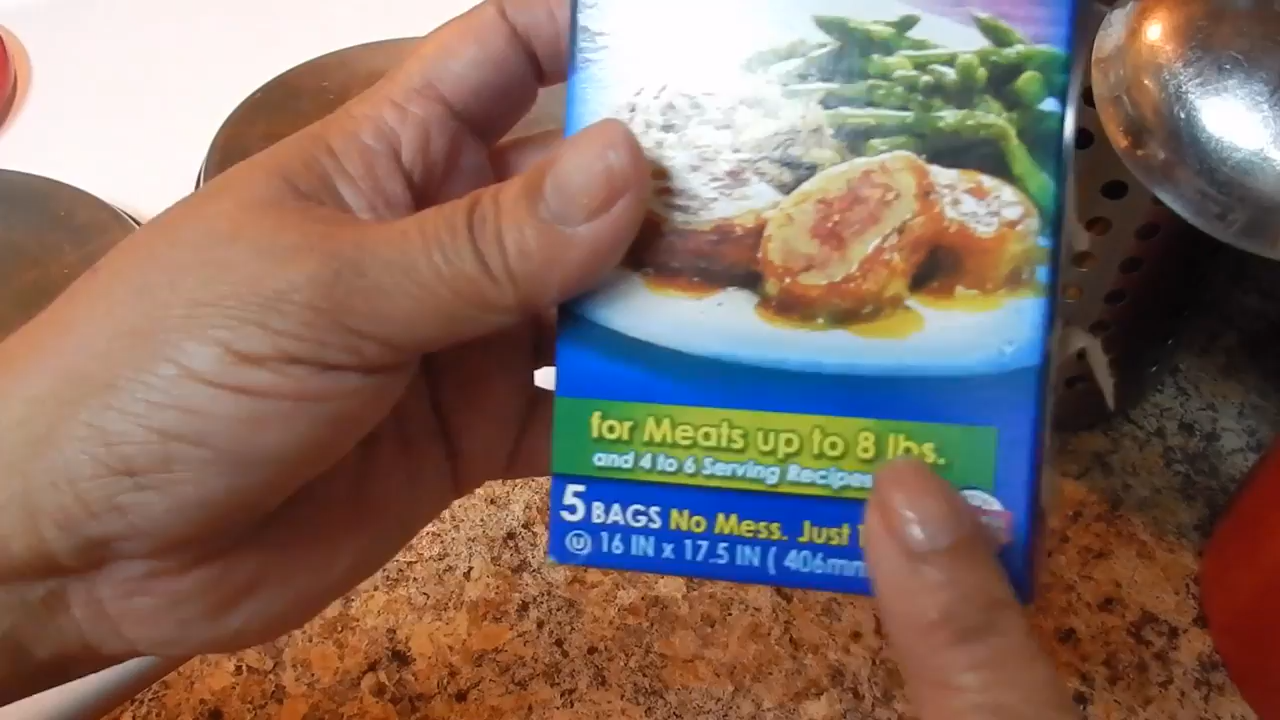 for Meats up to 8 lbs.
and 4 to 6 Serving Recipes
5 BAGS No Mess. Just
U 16 IN x 17.5 IN ( 406mm